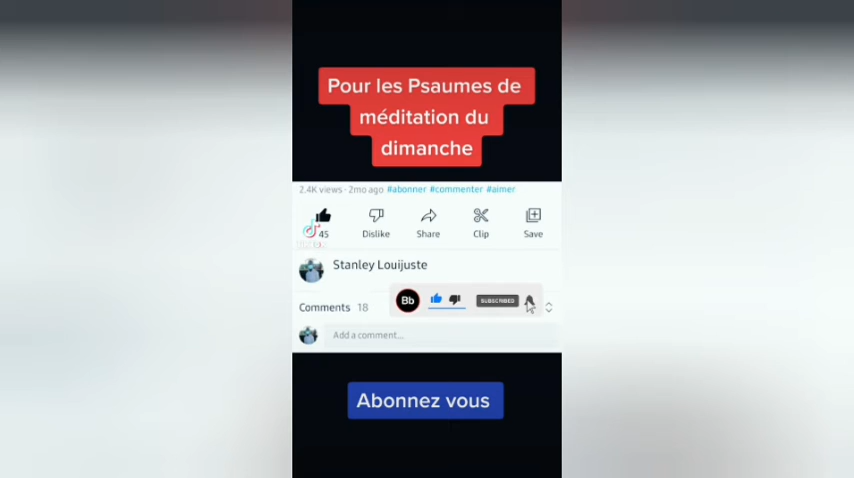 Pour les Psaumes de
méditation du
dimanche
2.4K views · 2mo ago #abonner #commenter #aimer
45 Dislike Share Clip Save
Stanley Louijuste
Comments 18
Bb SUBSCRIBED
Add a comment...
Abonnez vous